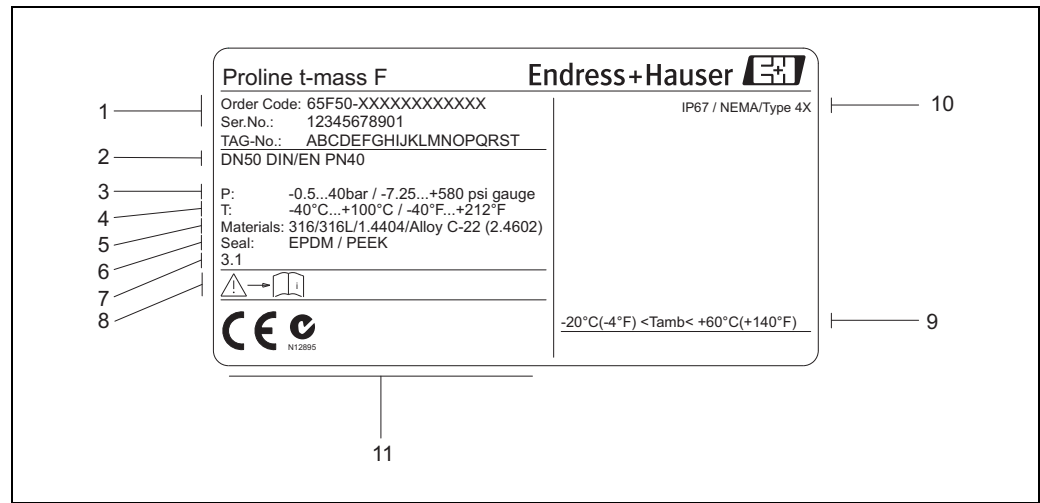 Proline t-mass F
Endress+Hauser
1
Order Code: 65F50-XXXXXXXXXXXX
IP67 / NEMA/Type 4X
10
Ser.No.: 12345678901
TAG-No.: ABCDEFGHIJKLMNOPQRST
2
DN50 DIN/EN PN40
3
P: -0.5...40bar / -7.25...+580 psi gauge
4
T: -40°C...+100°C / -40°F...+212°F
5
Materials: 316/316L/1.4404/Alloy C-22 (2.4602)
6
Seal: EPDM / PEEK
7
3.1
8
i
-20°C(-4°F) <Tamb< +60°C(+140°F)
9
CE
N12895
11